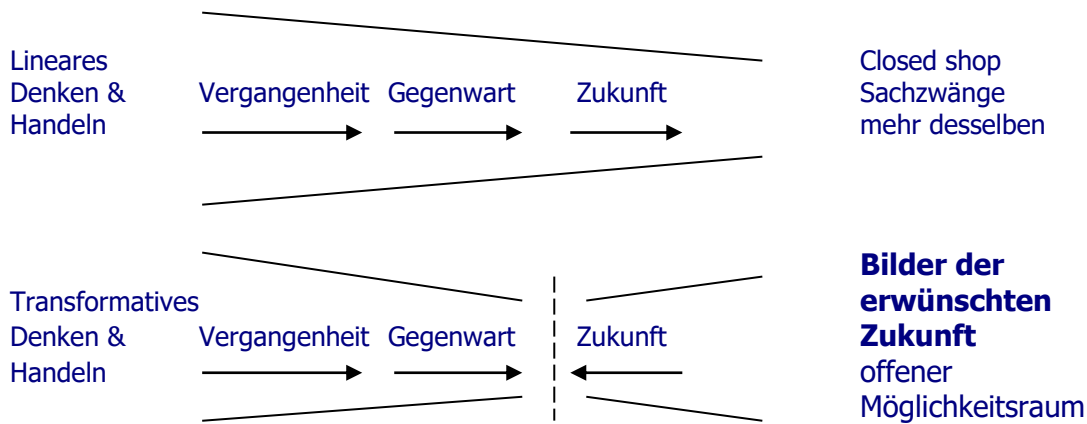 Lineares
Denken &
Handeln
Vergangenheit Gegenwart Zukunft
Closed shop
Sachzwänge
mehr desselben
Transformatives
Denken &
Handeln
Vergangenheit Gegenwart Zukunft
Bilder der
erwünschten
Zukunft
offener
Möglichkeitsraum